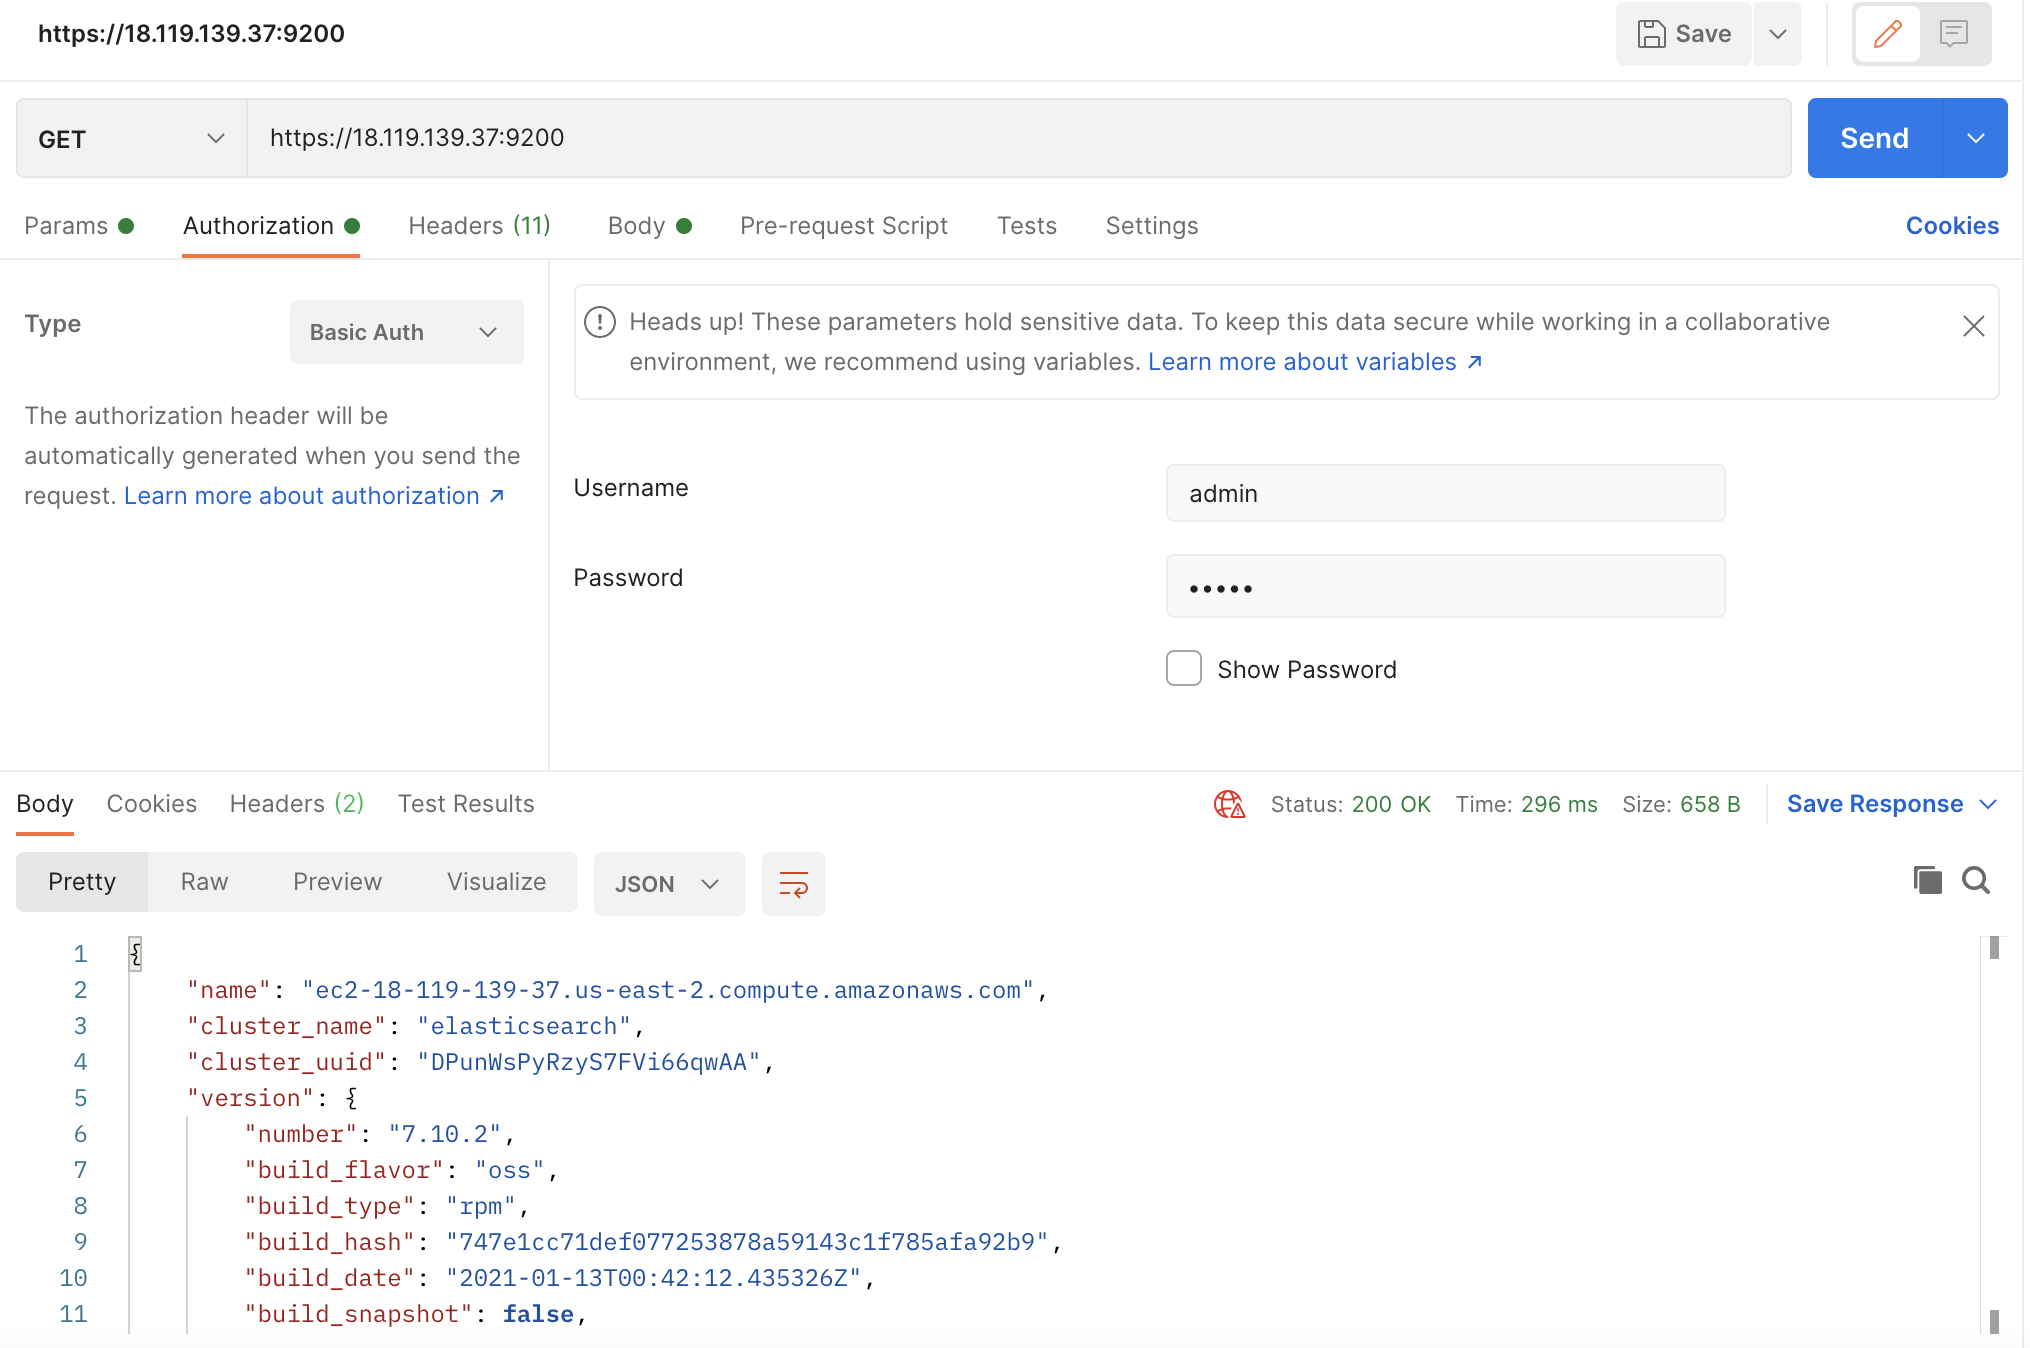 https://18.119.139.37:9200
Save
GET
https://18.119.139.37:9200
Send
Params
Authorization
Headers (11)
Body
Pre-request Script
Tests
Settings
Cookies
Type
Basic Auth
The authorization header will be
automatically generated when you send the
request. Learn more about authorization ↗
Heads up! These parameters hold sensitive data. To keep this data secure while working in a collaborative
environment, we recommend using variables. Learn more about variables ↗
Username
admin
Password
•••••
Show Password
Body
Cookies
Headers (2)
Test Results
Status: 200 OK
Time: 296 ms
Size: 658 B
Save Response
Pretty
Raw
Preview
Visualize
JSON
1 {
2 "name": "ec2-18-119-139-37.us-east-2.compute.amazonaws.com",
3 "cluster_name": "elasticsearch",
4 "cluster_uuid": "DPunWsPyRzyS7FVi66qwAA",
5 "version": {
6 "number": "7.10.2",
7 "build_flavor": "oss",
8 "build_type": "rpm",
9 "build_hash": "747e1cc71def077253878a59143c1f785afa92b9",
10 "build_date": "2021-01-13T00:42:12.435326Z",
11 "build_snapshot": false,